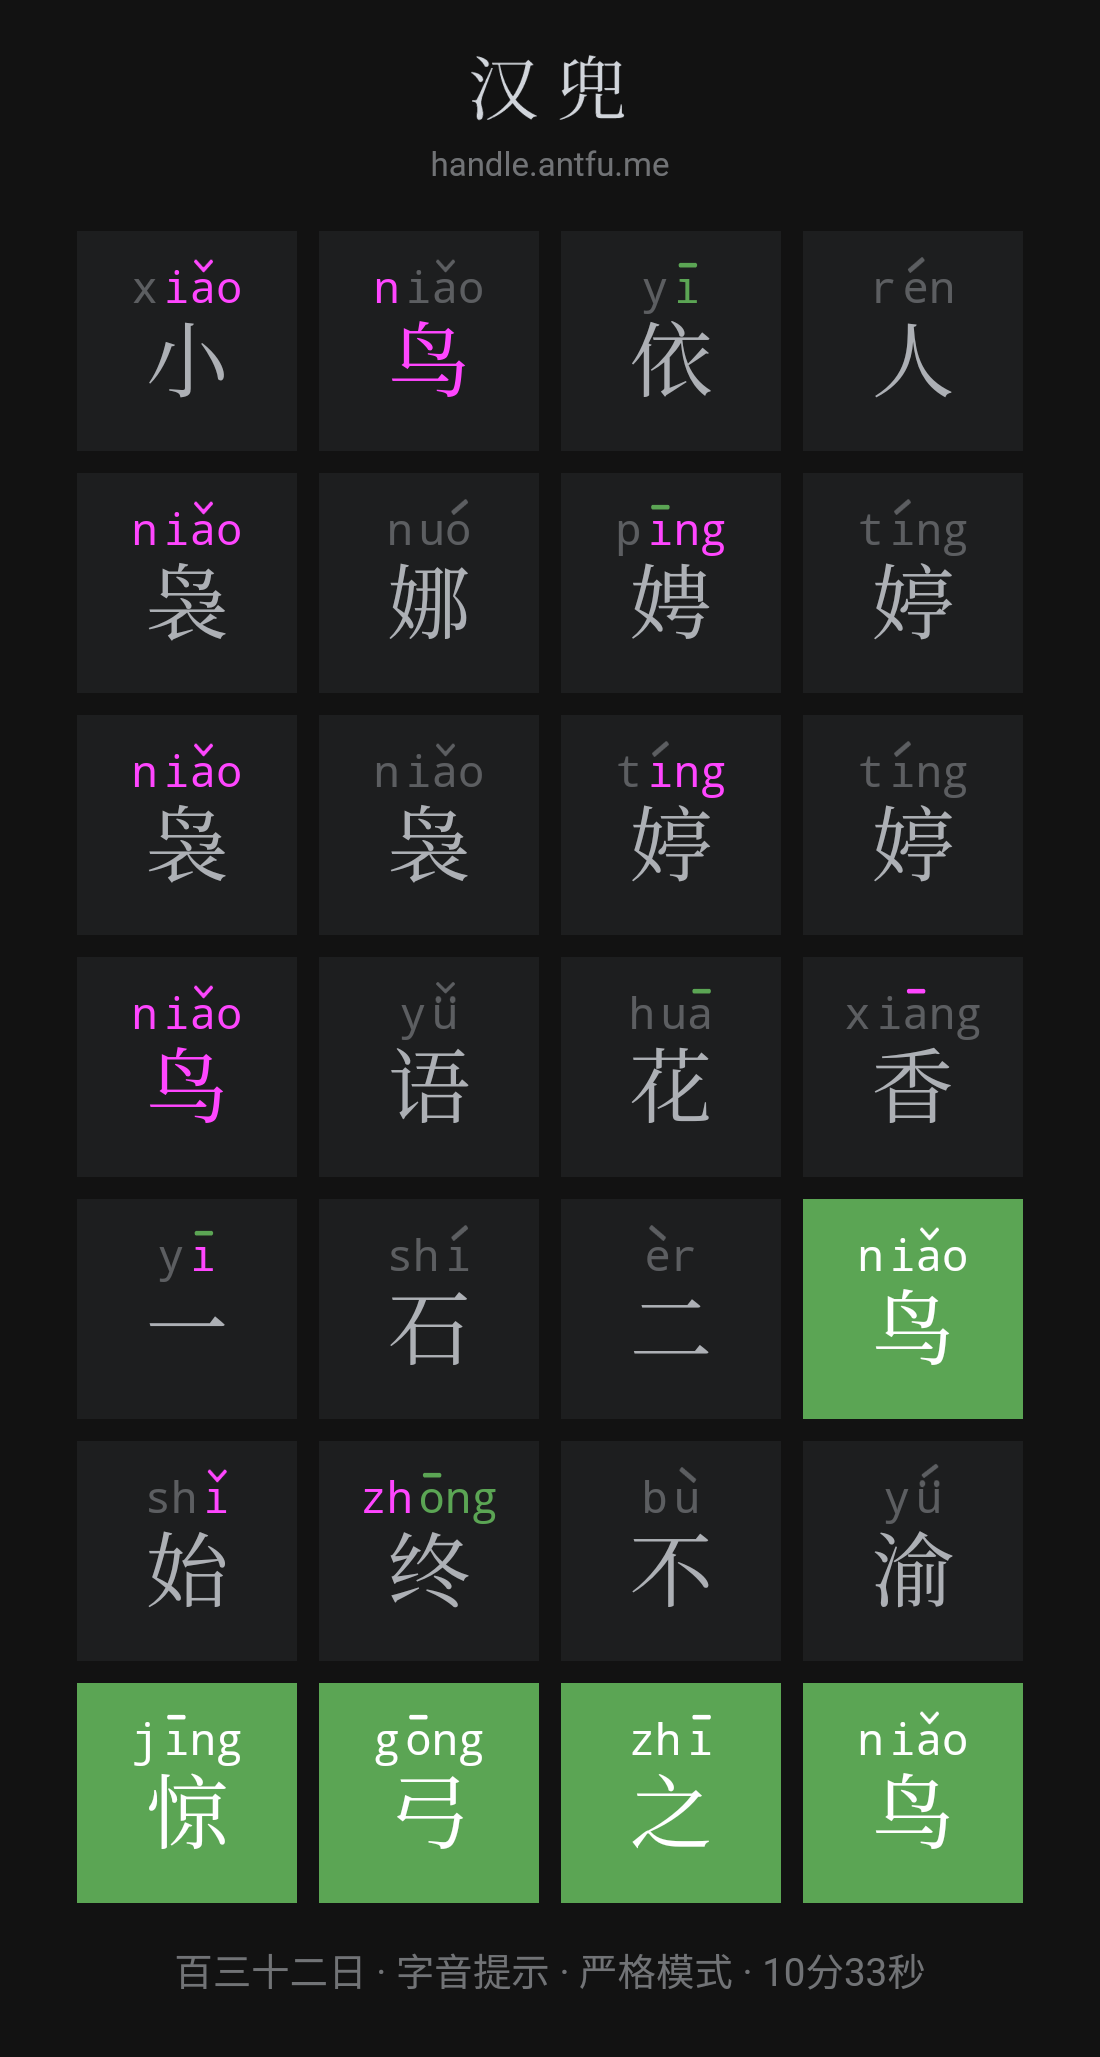 汉兜
handle.antfu.me
xiǎo niǎo yī rén
小 鸟 依 人
niǎo nuó pīng tíng
袅 娜 娉 婷
niǎo niǎo tíng tíng
袅 袅 婷 婷
niǎo yǚ huā xiāng
鸟 语 花 香
yī shí èr niǎo
一 石 二 鸟
shǐ zhōng bù yǘ
始 终 不 渝
jīng gōng zhī niǎo
惊 弓 之 鸟
百三十二日 · 字音提示 · 严格模式 · 10分33秒